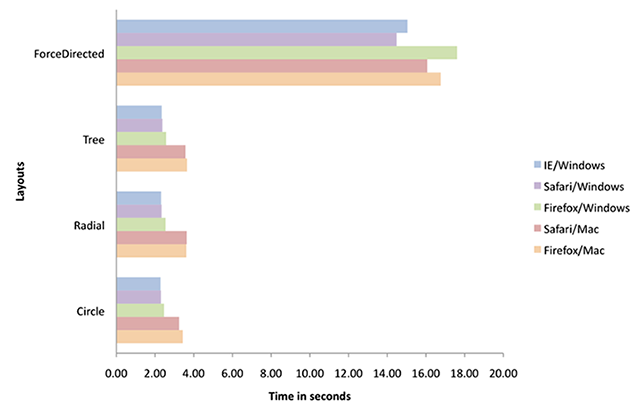 ForceDirected
Tree
Radial
Circle
Layouts
0.00 2.00 4.00 6.00 8.00 10.00 12.00 14.00 16.00 18.00 20.00
Time in seconds
IE/Windows
Safari/Windows
Firefox/Windows
Safari/Mac
Firefox/Mac